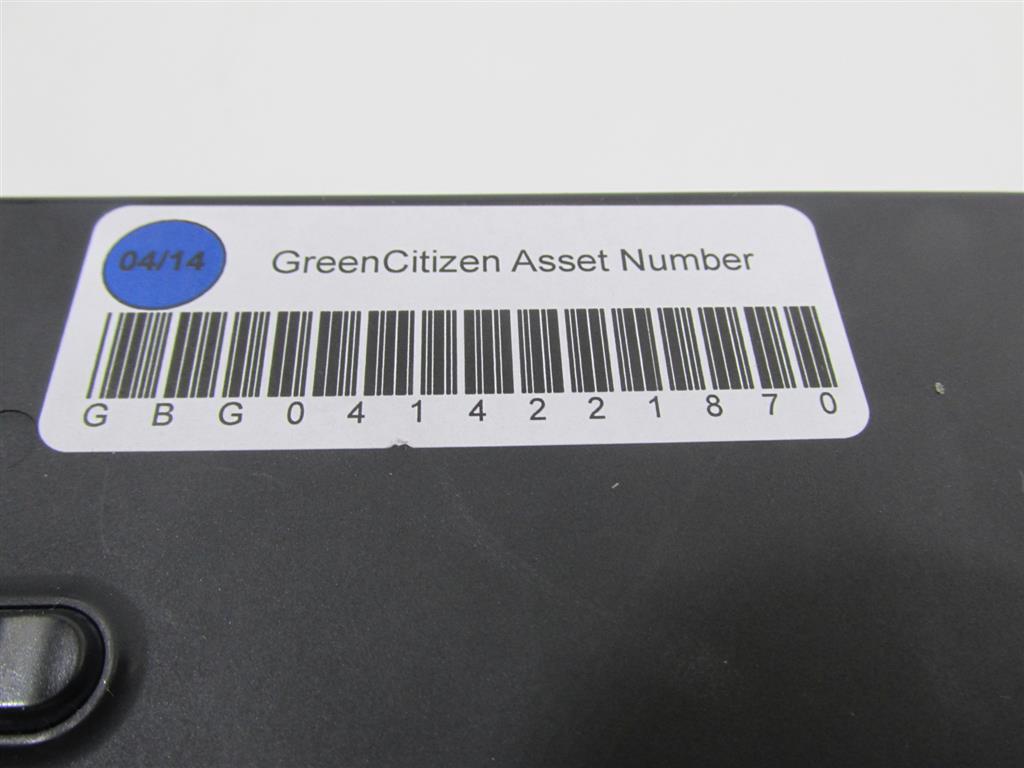 04/14
GreenCitizen Asset Number
G B G 0 4 1 4 2 2 1 8 7 0